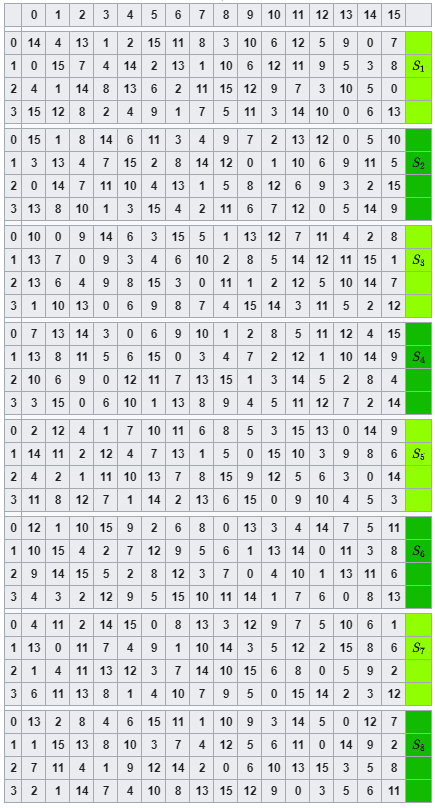 0 1 2 3 4 5 6 7 8 9 10 11 12 13 14 15
0 14 4 13 1 2 15 11 8 3 10 6 12 5 9 0 7
1 0 15 7 4 14 2 13 1 10 6 12 11 9 5 3 8 S₁
2 4 1 14 8 13 6 2 11 15 12 9 7 3 10 5 0
3 15 12 8 2 4 9 1 7 5 11 3 14 10 0 6 13
0 15 1 8 14 6 11 3 4 9 7 2 13 12 0 5 10
1 3 13 4 7 15 2 8 14 12 0 1 10 6 9 11 5 S₂
2 0 14 7 11 10 4 13 1 5 8 12 6 9 3 2 15
3 13 8 10 1 3 15 4 2 11 6 7 12 0 5 14 9
0 10 0 9 14 6 3 15 5 1 13 12 7 11 4 2 8
1 13 7 0 9 3 4 6 10 2 8 5 14 12 11 15 1 S₃
2 13 6 4 9 8 15 3 0 11 1 2 12 5 10 14 7
3 1 10 13 0 6 9 8 7 4 15 14 3 11 5 2 12
0 7 13 14 3 0 6 9 10 1 2 8 5 11 12 4 15
1 13 8 11 5 6 15 0 3 4 7 2 12 1 10 14 9 S₄
2 10 6 9 0 12 11 7 13 15 1 3 14 5 2 8 4
3 3 15 0 6 10 1 13 8 9 4 5 11 12 7 2 14
0 2 12 4 1 7 10 11 6 8 5 3 15 13 0 14 9
1 14 11 2 12 4 7 13 1 5 0 15 10 3 9 8 6 S₅
2 4 2 1 11 10 13 7 8 15 9 12 5 6 3 0 14
3 11 8 12 7 1 14 2 13 6 15 0 9 10 4 5 3
0 12 1 10 15 9 2 6 8 0 13 3 4 14 7 5 11
1 10 15 4 2 7 12 9 5 6 1 13 14 0 11 3 8 S₆
2 9 14 15 5 2 8 12 3 7 0 4 10 1 13 11 6
3 4 3 2 12 9 5 15 10 11 14 1 7 6 0 8 13
0 4 11 2 14 15 0 8 13 3 12 9 7 5 10 6 1
1 13 0 11 7 4 9 1 10 14 3 5 12 2 15 8 6 S₇
2 1 4 11 13 12 3 7 14 10 15 6 8 0 5 9 2
3 6 11 13 8 1 4 10 7 9 5 0 15 14 2 3 12
0 13 2 8 4 6 15 11 1 10 9 3 14 5 0 12 7
1 1 15 13 8 10 3 7 4 12 5 6 11 0 14 9 2 S₈
2 7 11 4 1 9 12 14 2 0 6 10 13 15 3 5 8
3 2 1 14 7 4 10 8 13 15 12 9 0 3 5 6 11